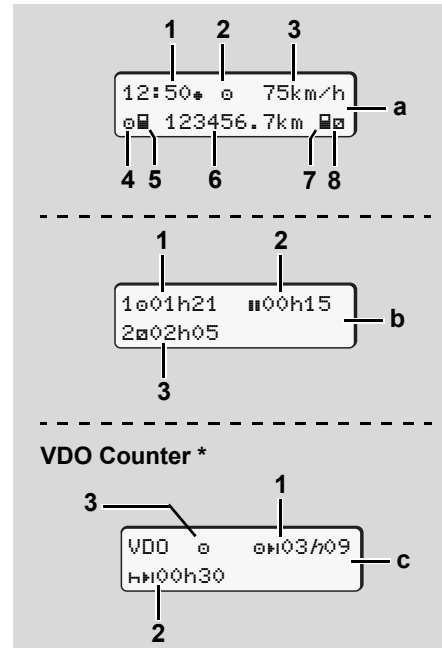 1 2 3
12:50● ⊙ 75km/h a
⊙ 123456.7km ⧄
4 5 6 7 8
1 2
1⊙01h21 00h15 b
2⧄02h05
3
VDO Counter *
3 1
VDO ⊙ ⊙03h09 c
00h30
2